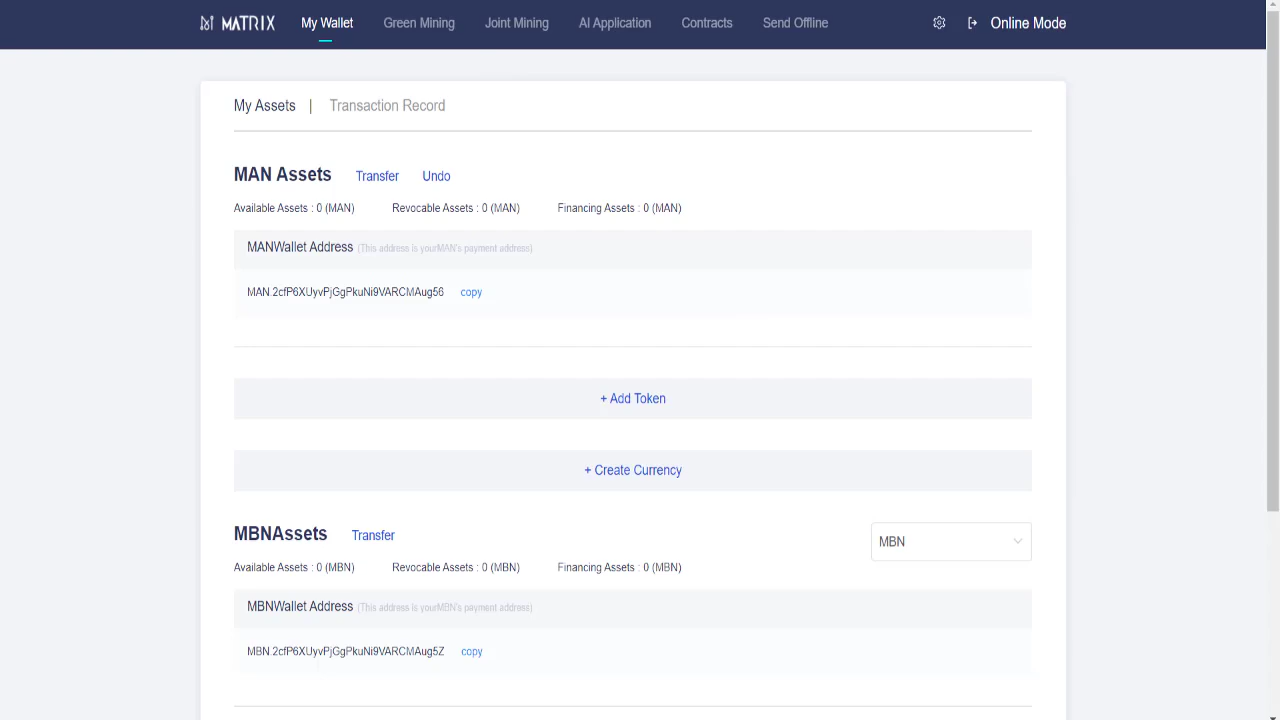 MATRIX My Wallet Green Mining Joint Mining AI Application Contracts Send Offline Online Mode
My Assets | Transaction Record
MAN Assets Transfer Undo
Available Assets : 0 (MAN) Revocable Assets : 0 (MAN) Financing Assets : 0 (MAN)
MANWallet Address (This address is yourMAN's payment address)
MAN.2cfP6XUyvPjGgPkuNi9VARCMAug56 copy
+ Add Token
+ Create Currency
MBNAssets Transfer MBN
Available Assets : 0 (MBN) Revocable Assets : 0 (MBN) Financing Assets : 0 (MBN)
MBNWallet Address (This address is yourMBN's payment address)
MBN.2cfP6XUyvPjGgPkuNi9VARCMAug5Z copy